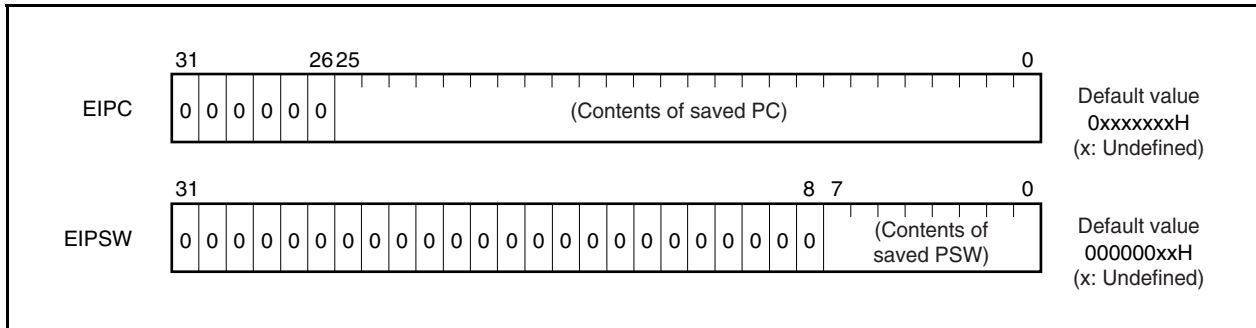 31 26 25 0
EIPC 0 0 0 0 0 0 (Contents of saved PC) Default value
0xxxxxxxH
(x: Undefined)
31 8 7 0
EIPSW 0 0 0 0 0 0 0 0 0 0 0 0 0 0 0 0 0 0 0 0 0 0 0 0 (Contents of
saved PSW) Default value
000000xxH
(x: Undefined)